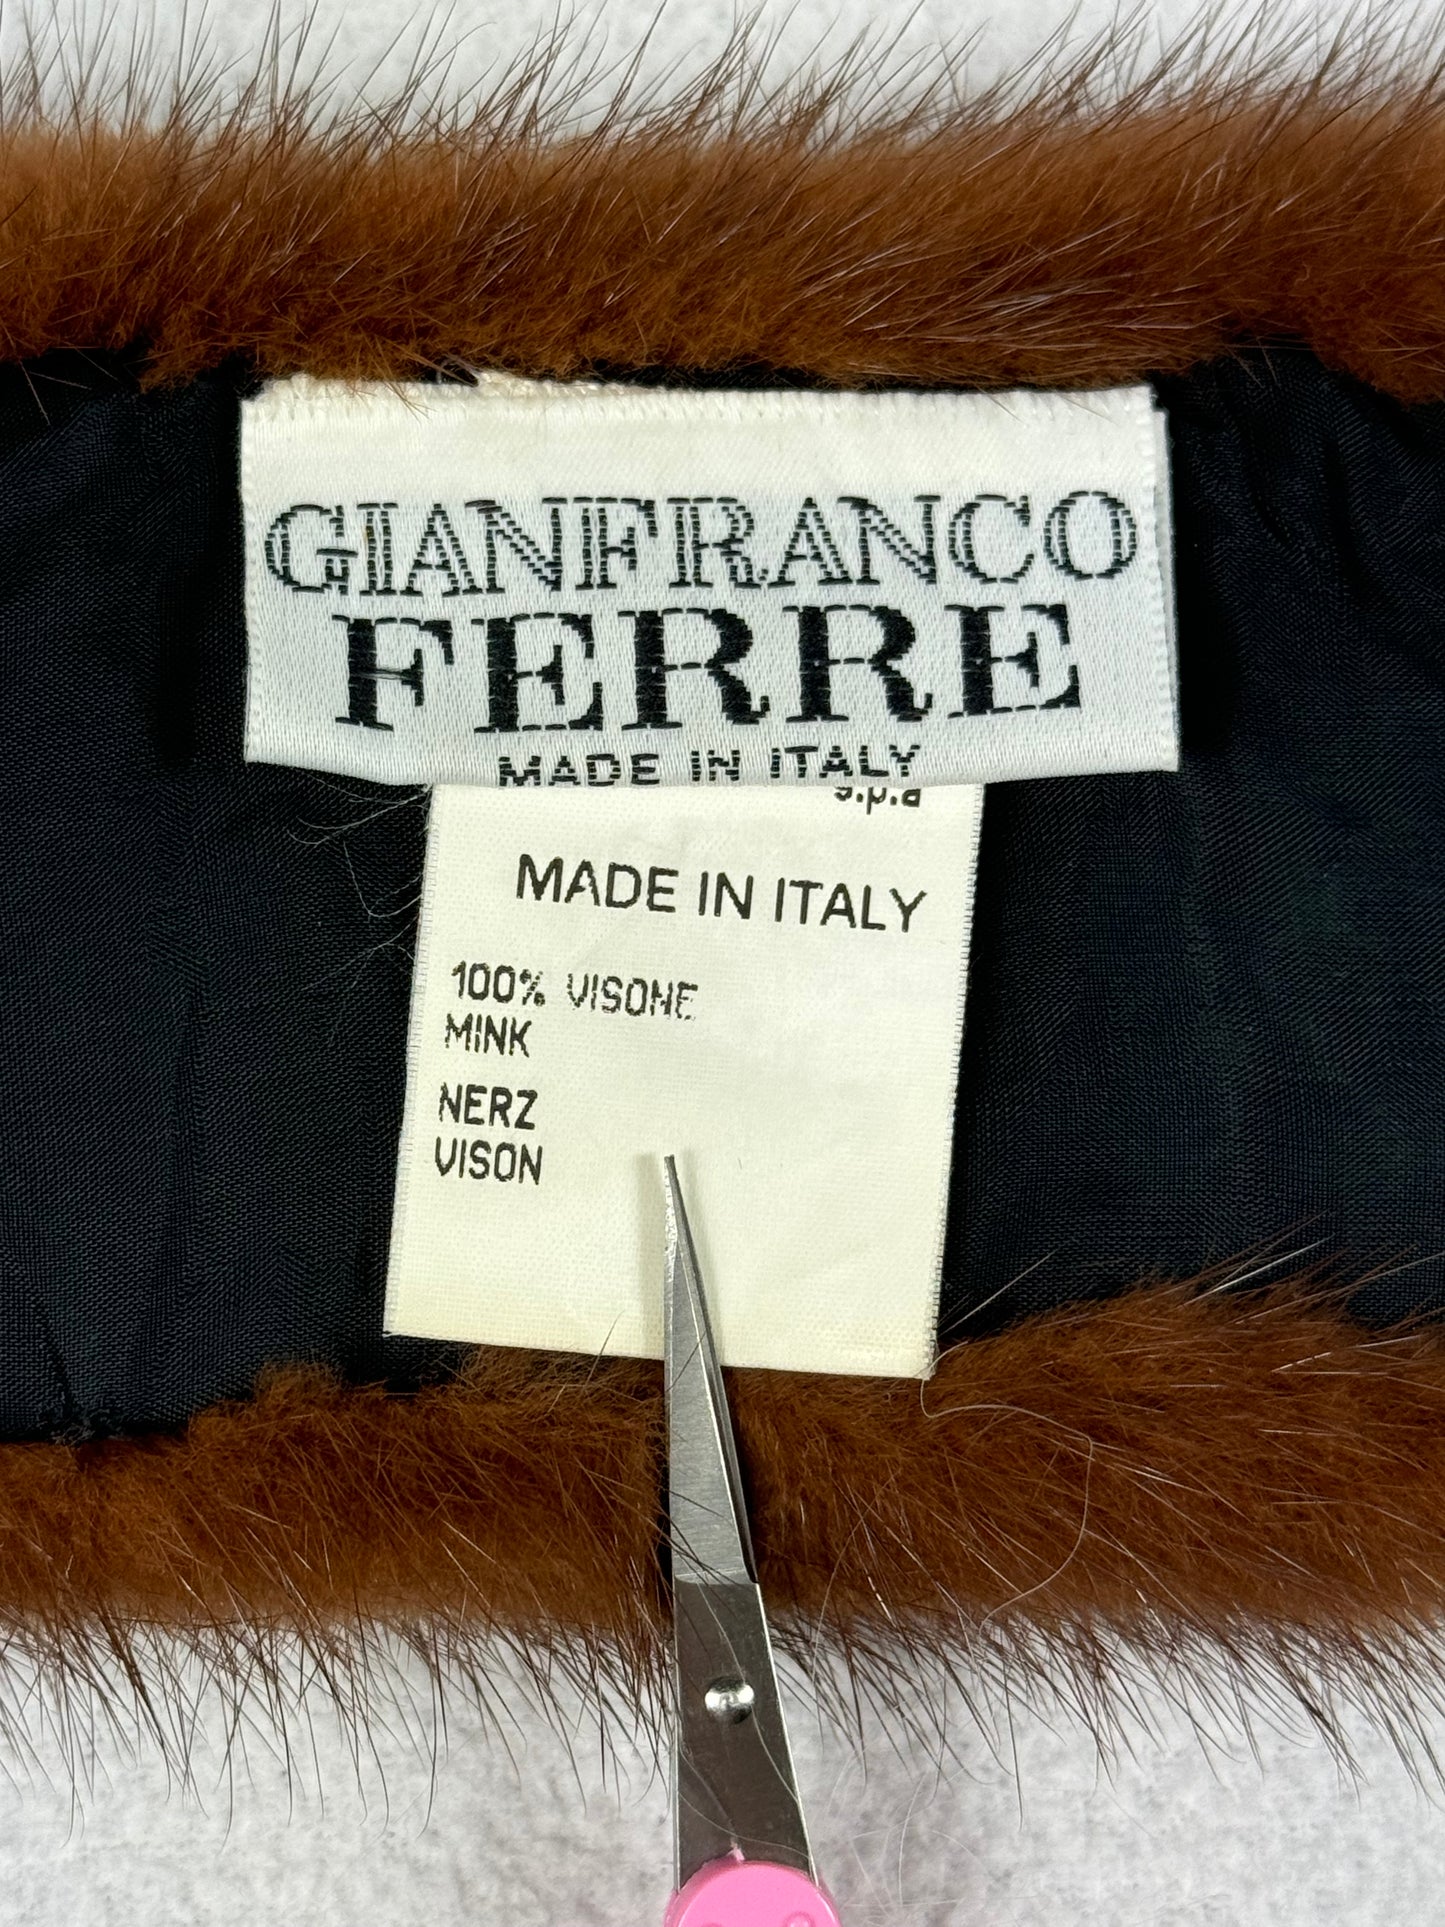 GIANFRANCO
FERRE
MADE IN ITALY
s.p.a
MADE IN ITALY
100% VISONE
MINK
NERZ
VISON